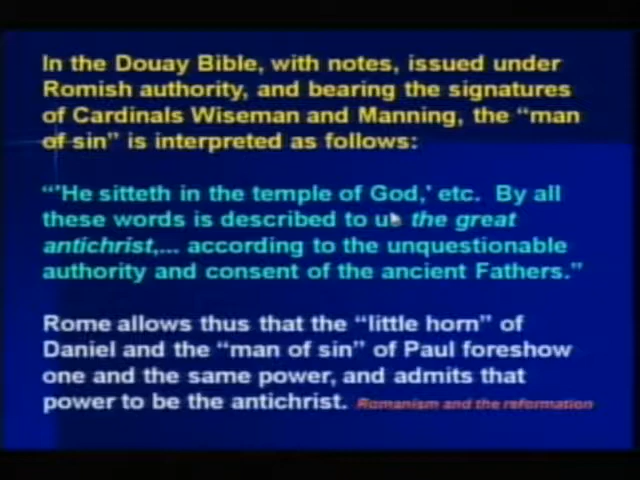 In the Douay Bible, with notes, issued under
Romish authority, and bearing the signatures
of Cardinals Wiseman and Manning, the “man
of sin” is interpreted as follows:
“'He sitteth in the temple of God,' etc. By all
these words is described to us the great
antichrist,... according to the unquestionable
authority and consent of the ancient Fathers.”
Rome allows thus that the “little horn” of
Daniel and the “man of sin” of Paul foreshow
one and the same power, and admits that
power to be the antichrist. Romanism and the reformation